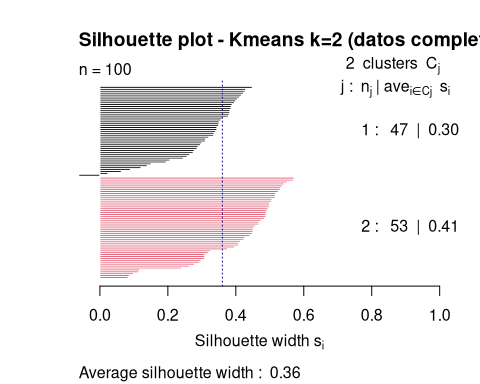 Silhouette plot - Kmeans k=2 (datos complet
n = 100
2 clusters Cj
j : nj | avei∈Cj si
1 : 47 | 0.30
2 : 53 | 0.41
0.0 0.2 0.4 0.6 0.8 1.0
Silhouette width si
Average silhouette width : 0.36